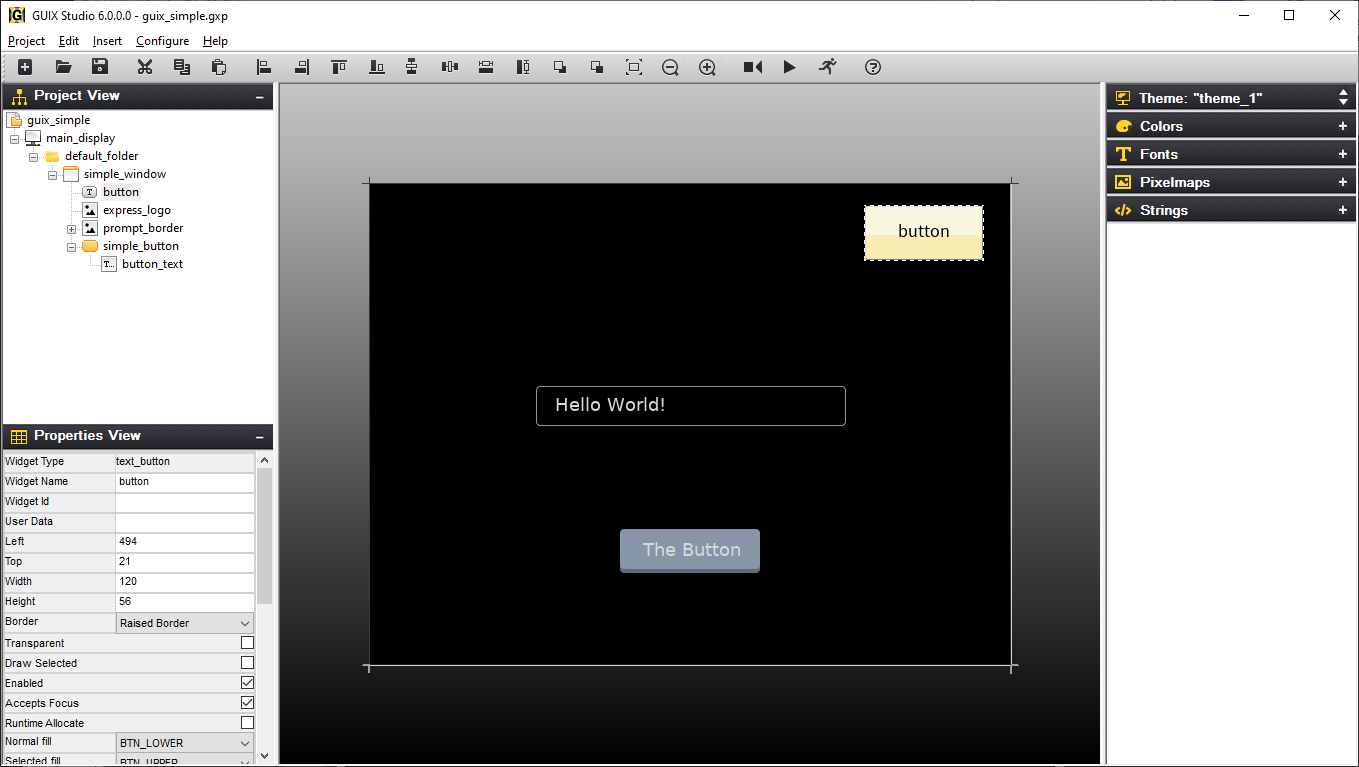 GUIX Studio 6.0.0.0 - guix_simple.gxp
Project Edit Insert Configure Help
Project View
guix_simple
main_display
default_folder
simple_window
button
express_logo
prompt_border
simple_button
button_text
Properties View
Widget Type text_button
Widget Name button
Widget Id
User Data
Left 494
Top 21
Width 120
Height 56
Border Raised Border
Transparent
Draw Selected
Enabled
Accepts Focus
Runtime Allocate
Normal fill BTN_LOWER
Selected fill BTN_UPPER
button
Hello World!
The Button
Theme: "theme_1"
Colors
Fonts
Pixelmaps
Strings